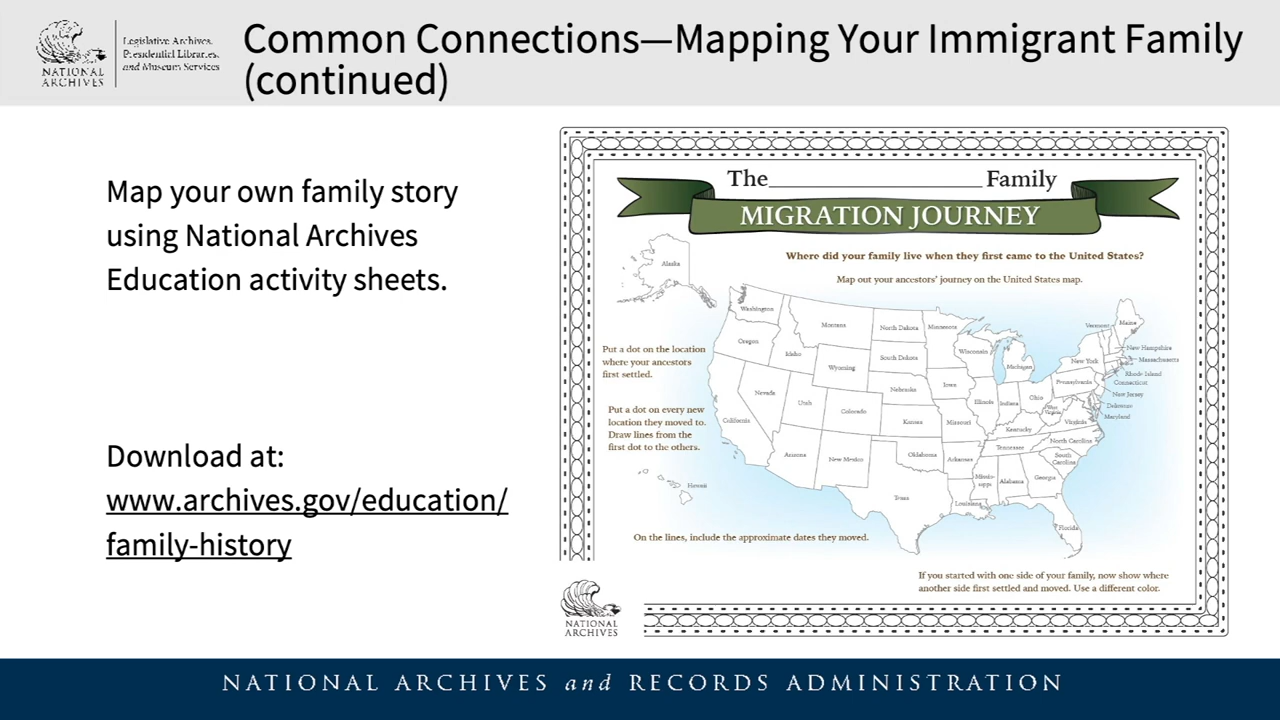 NATIONAL
ARCHIVES
Legislative Archives,
Presidential Libraries,
and Museum Services
Common Connections—Mapping Your Immigrant Family
(continued)
Map your own family story
using National Archives
Education activity sheets.
Download at:
www.archives.gov/education/
family-history
The Family
MIGRATION JOURNEY
Where did your family live when they first came to the United States?
Map out your ancestors' journey on the United States map.
Put a dot on the location
where your ancestors
first settled.
Put a dot on every new
location they moved to.
Draw lines from the
first dot to the others.
Alaska
Washington
Oregon
California
Nevada
Idaho
Montana
Wyoming
Utah
Colorado
Arizona
New Mexico
North Dakota
South Dakota
Nebraska
Kansas
Oklahoma
Texas
Minnesota
Iowa
Missouri
Arkansas
Louisiana
Wisconsin
Illinois
Michigan
Indiana
Ohio
Kentucky
Tennessee
Missis-
sippi
Alabama
Georgia
Florida
South
Carolina
North Carolina
Virginia
West
Virginia
Pennsylvania
New York
Vermont
Maine
New Hampshire
Massachusetts
Rhode Island
Connecticut
New Jersey
Delaware
Maryland
Hawaii
On the lines, include the approximate dates they moved.
If you started with one side of your family, now show where
another side first settled and moved. Use a different color.
NATIONAL
ARCHIVES
NATIONAL ARCHIVES and RECORDS ADMINISTRATION